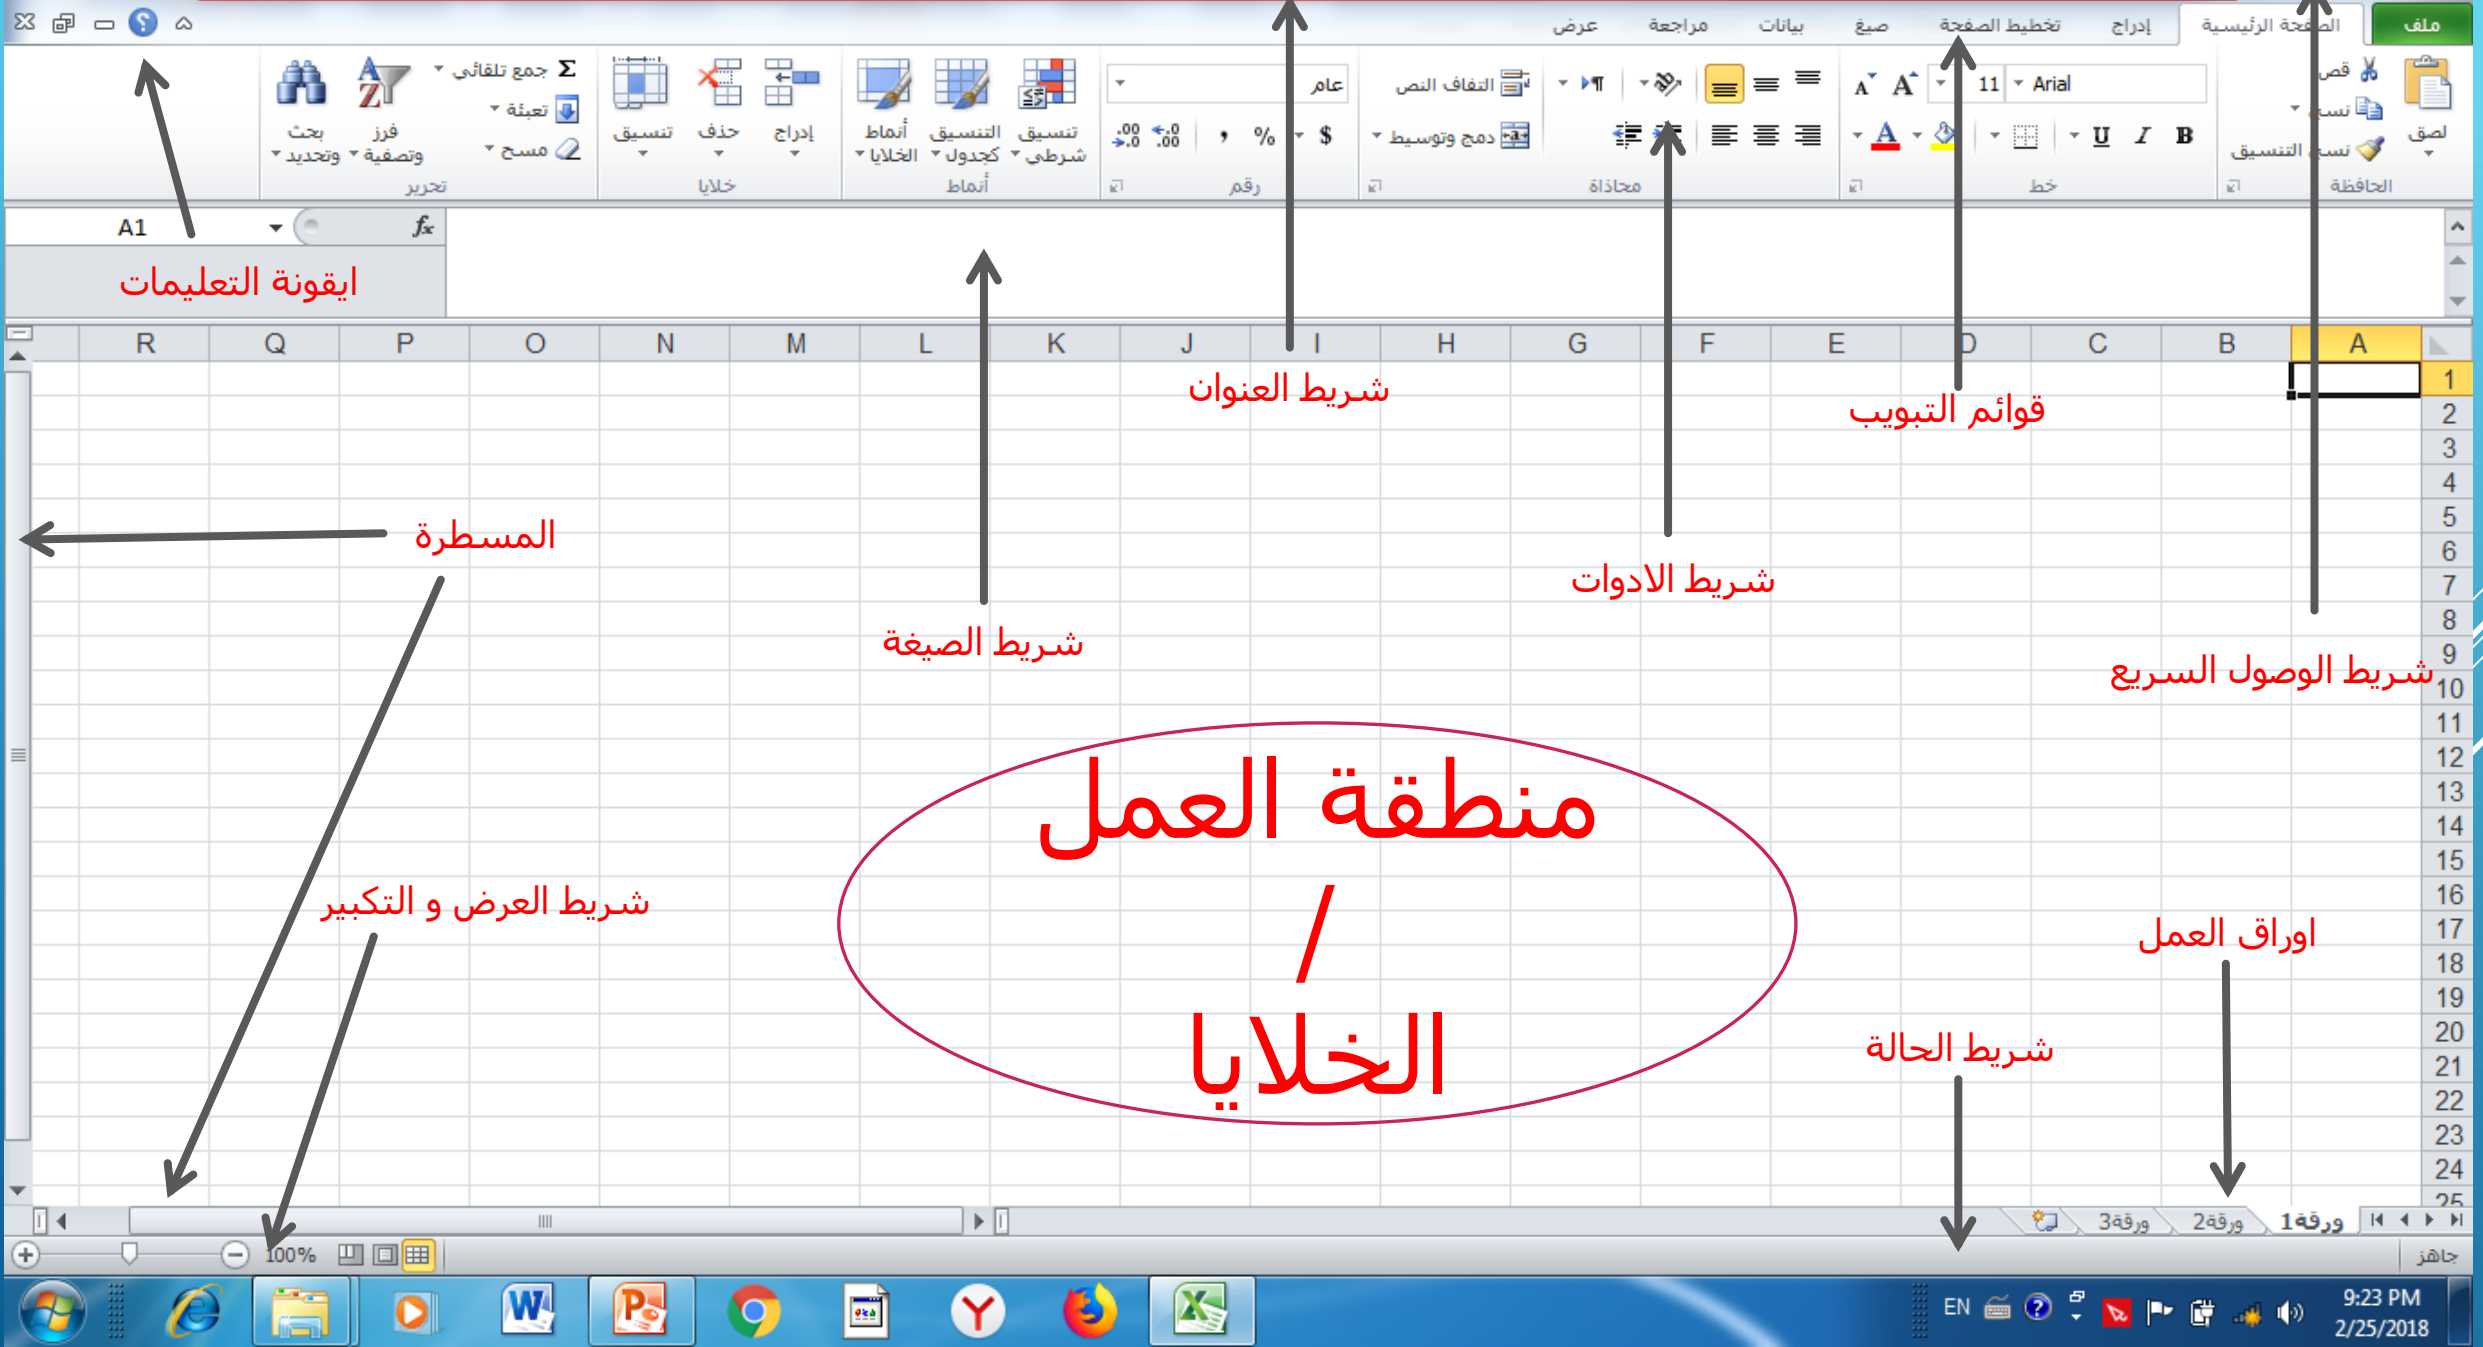 ملف الصفحة الرئيسية إدراج تخطيط الصفحة صيغ بيانات مراجعة عرض
لصق قص
نسخ
نسخ التنسيق
الحافظة
Arial 11
B I U
خط
التفاف النص
دمج وتوسيط
محاذاة
عام
$ % ,
رقم
تنسيق شرطي
التنسيق كجدول
أنماط الخلايا
أنماط
إدراج حذف تنسيق
خلايا
Σ جمع تلقائي
تعبئة
مسح
فرز وتصفية
بحث وتحديد
تحرير
A1 fx
ايقونة التعليمات
A B C D E F G H I J K L M N O P Q R
1
2
3
4
5
6
7
8
9
10
11
12
13
14
15
16
17
18
19
20
21
22
23
24
25
شريط العنوان
قوائم التبويب
المسطرة
شريط الادوات
شريط الصيغة
شريط الوصول السريع
منطقة العمل
/
الخلايا
شريط العرض و التكبير
اوراق العمل
شريط الحالة
ورقة1 ورقة2 ورقة3
جاهز
100%
EN
9:23 PM
2/25/2018